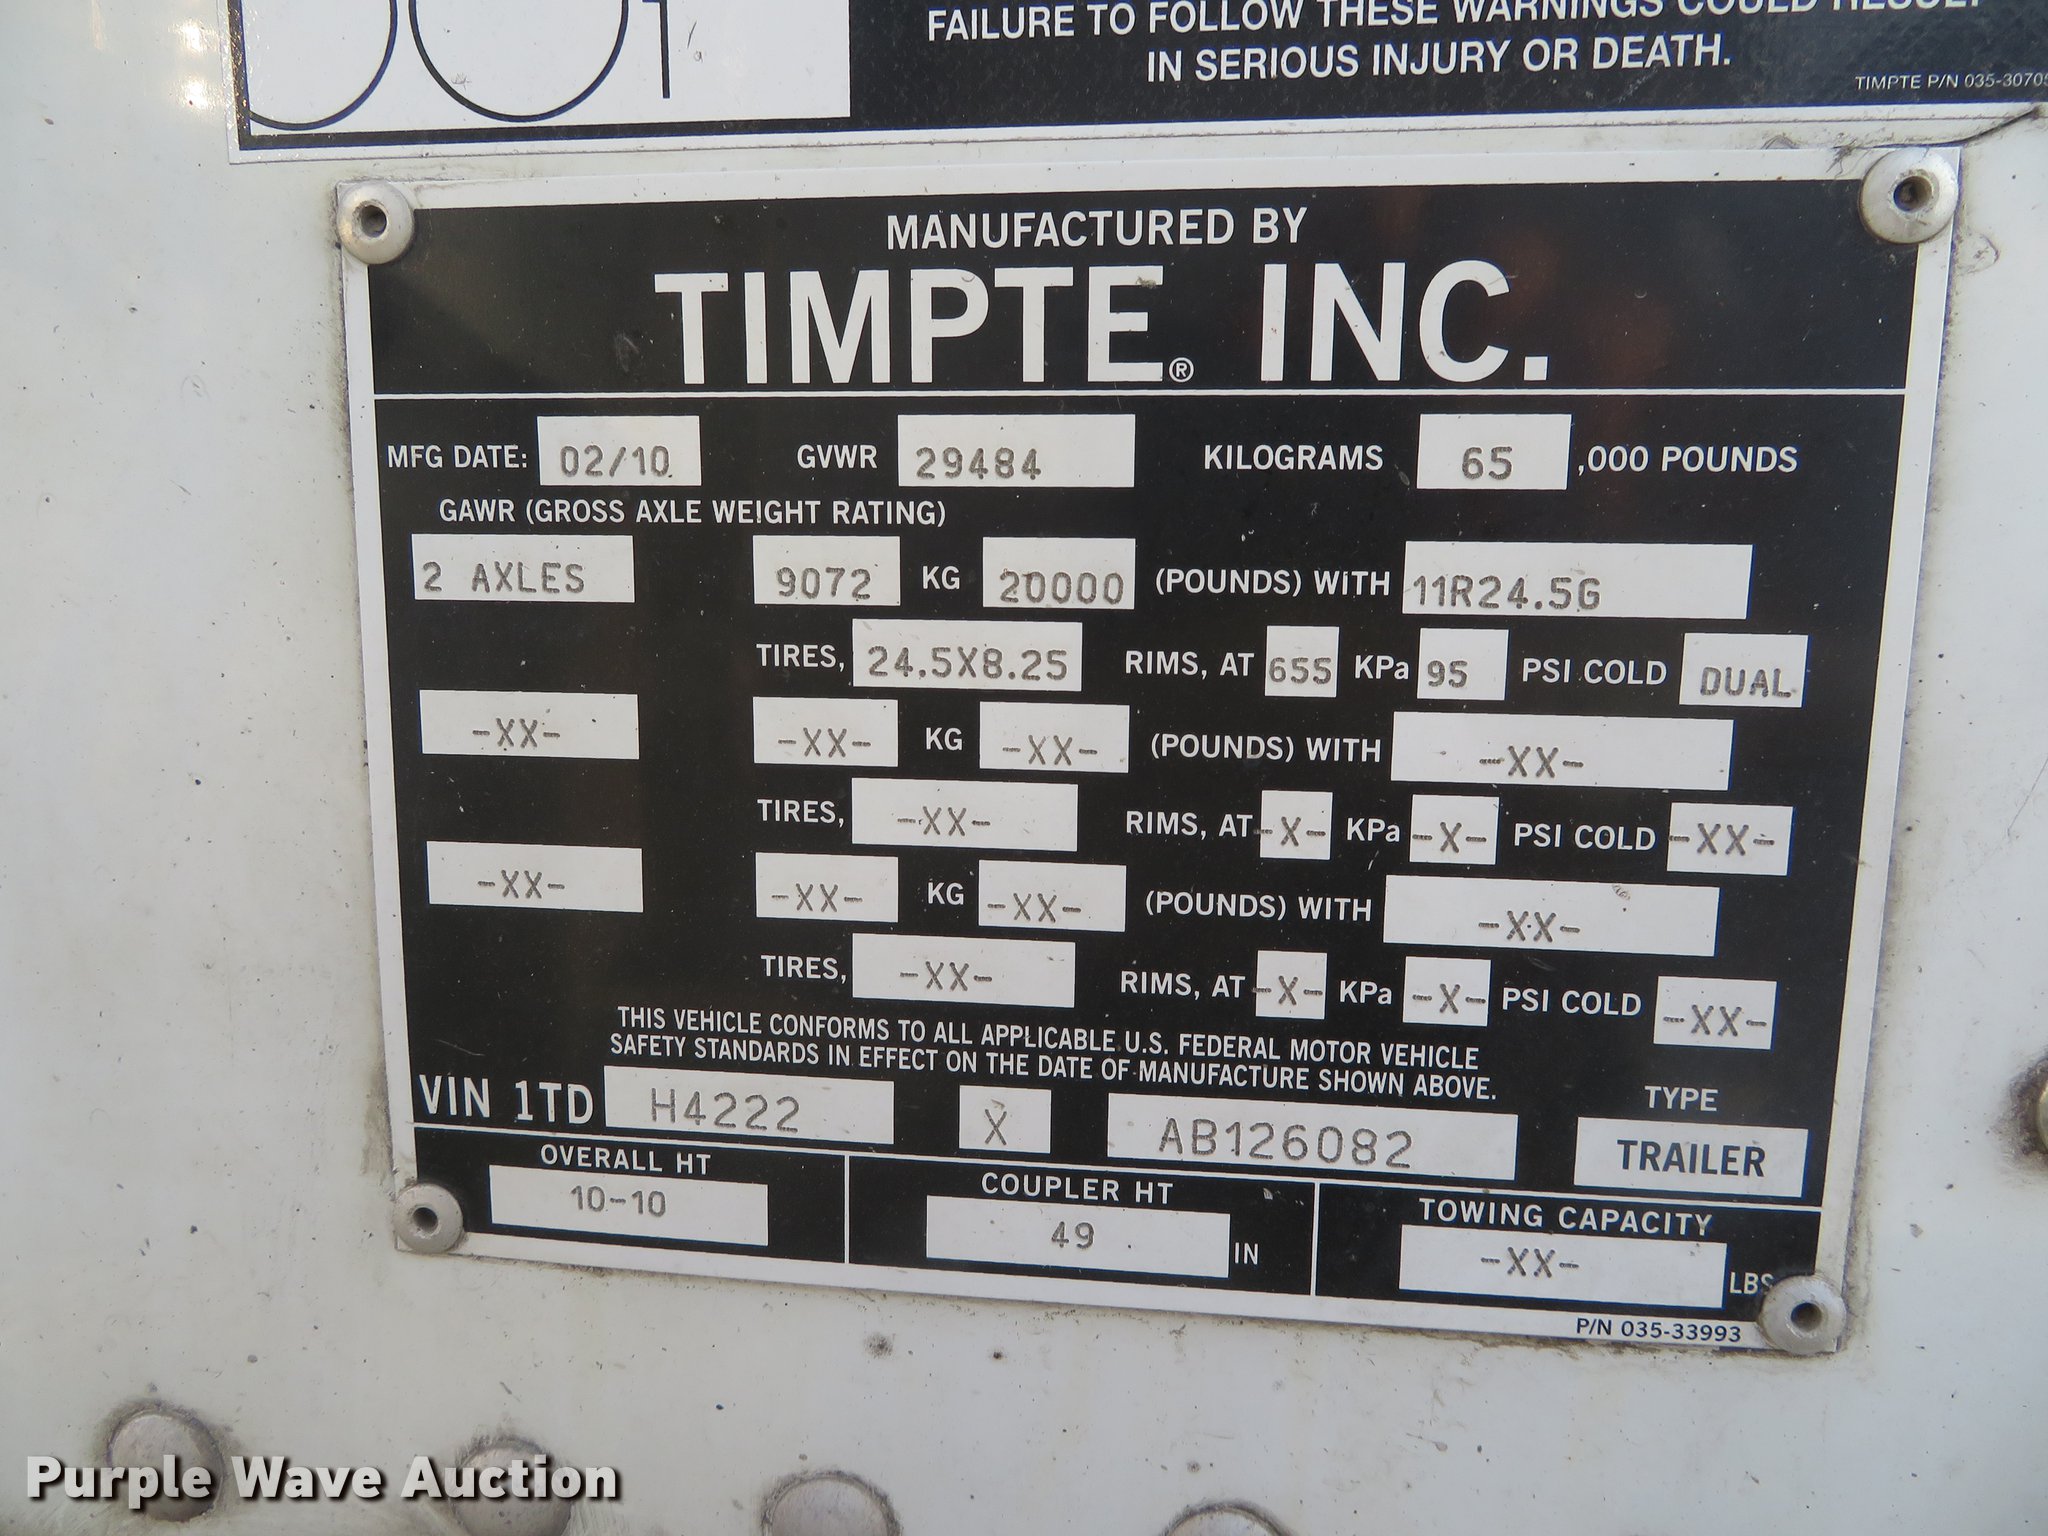 FAILURE TO FOLLOW THESE WARNINGS COULD RESULT
IN SERIOUS INJURY OR DEATH.
TIMPTE P/N 035-30705
MANUFACTURED BY
TIMPTE® INC.
MFG DATE: 02/10 GVWR 29484 KILOGRAMS 65 ,000 POUNDS
GAWR (GROSS AXLE WEIGHT RATING)
2 AXLES 9072 KG 20000 (POUNDS) WITH 11R24.5G
TIRES, 24.5X8.25 RIMS, AT 655 KPa 95 PSI COLD DUAL
-XX- -XX- KG -XX- (POUNDS) WITH -XX-
TIRES, -XX- RIMS, AT -X- KPa -X- PSI COLD -XX-
-XX- -XX- KG -XX- (POUNDS) WITH -XX-
TIRES, -XX- RIMS, AT -X- KPa -X- PSI COLD -XX-
THIS VEHICLE CONFORMS TO ALL APPLICABLE U.S. FEDERAL MOTOR VEHICLE
SAFETY STANDARDS IN EFFECT ON THE DATE OF MANUFACTURE SHOWN ABOVE.
VIN 1TD H4222 X AB126082 TYPE
TRAILER
OVERALL HT COUPLER HT TOWING CAPACITY
10-10 49 IN -XX- LBS
P/N 035-33993
Purple Wave Auction